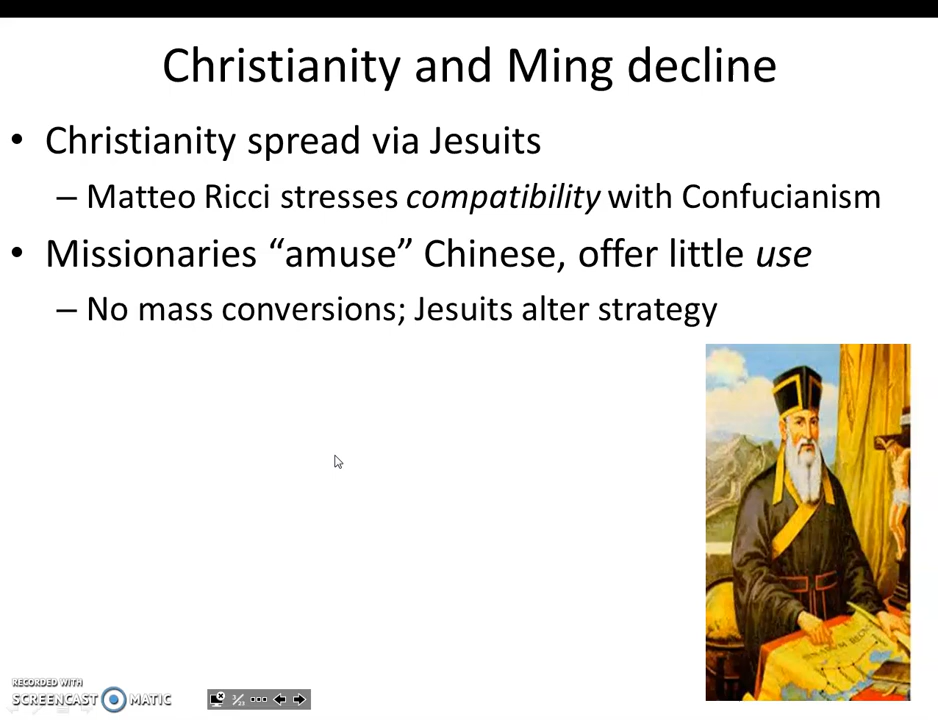 Christianity and Ming decline
• Christianity spread via Jesuits
– Matteo Ricci stresses compatibility with Confucianism
• Missionaries “amuse” Chinese, offer little use
– No mass conversions; Jesuits alter strategy
RECORDED WITH
SCREENCAST MATIC